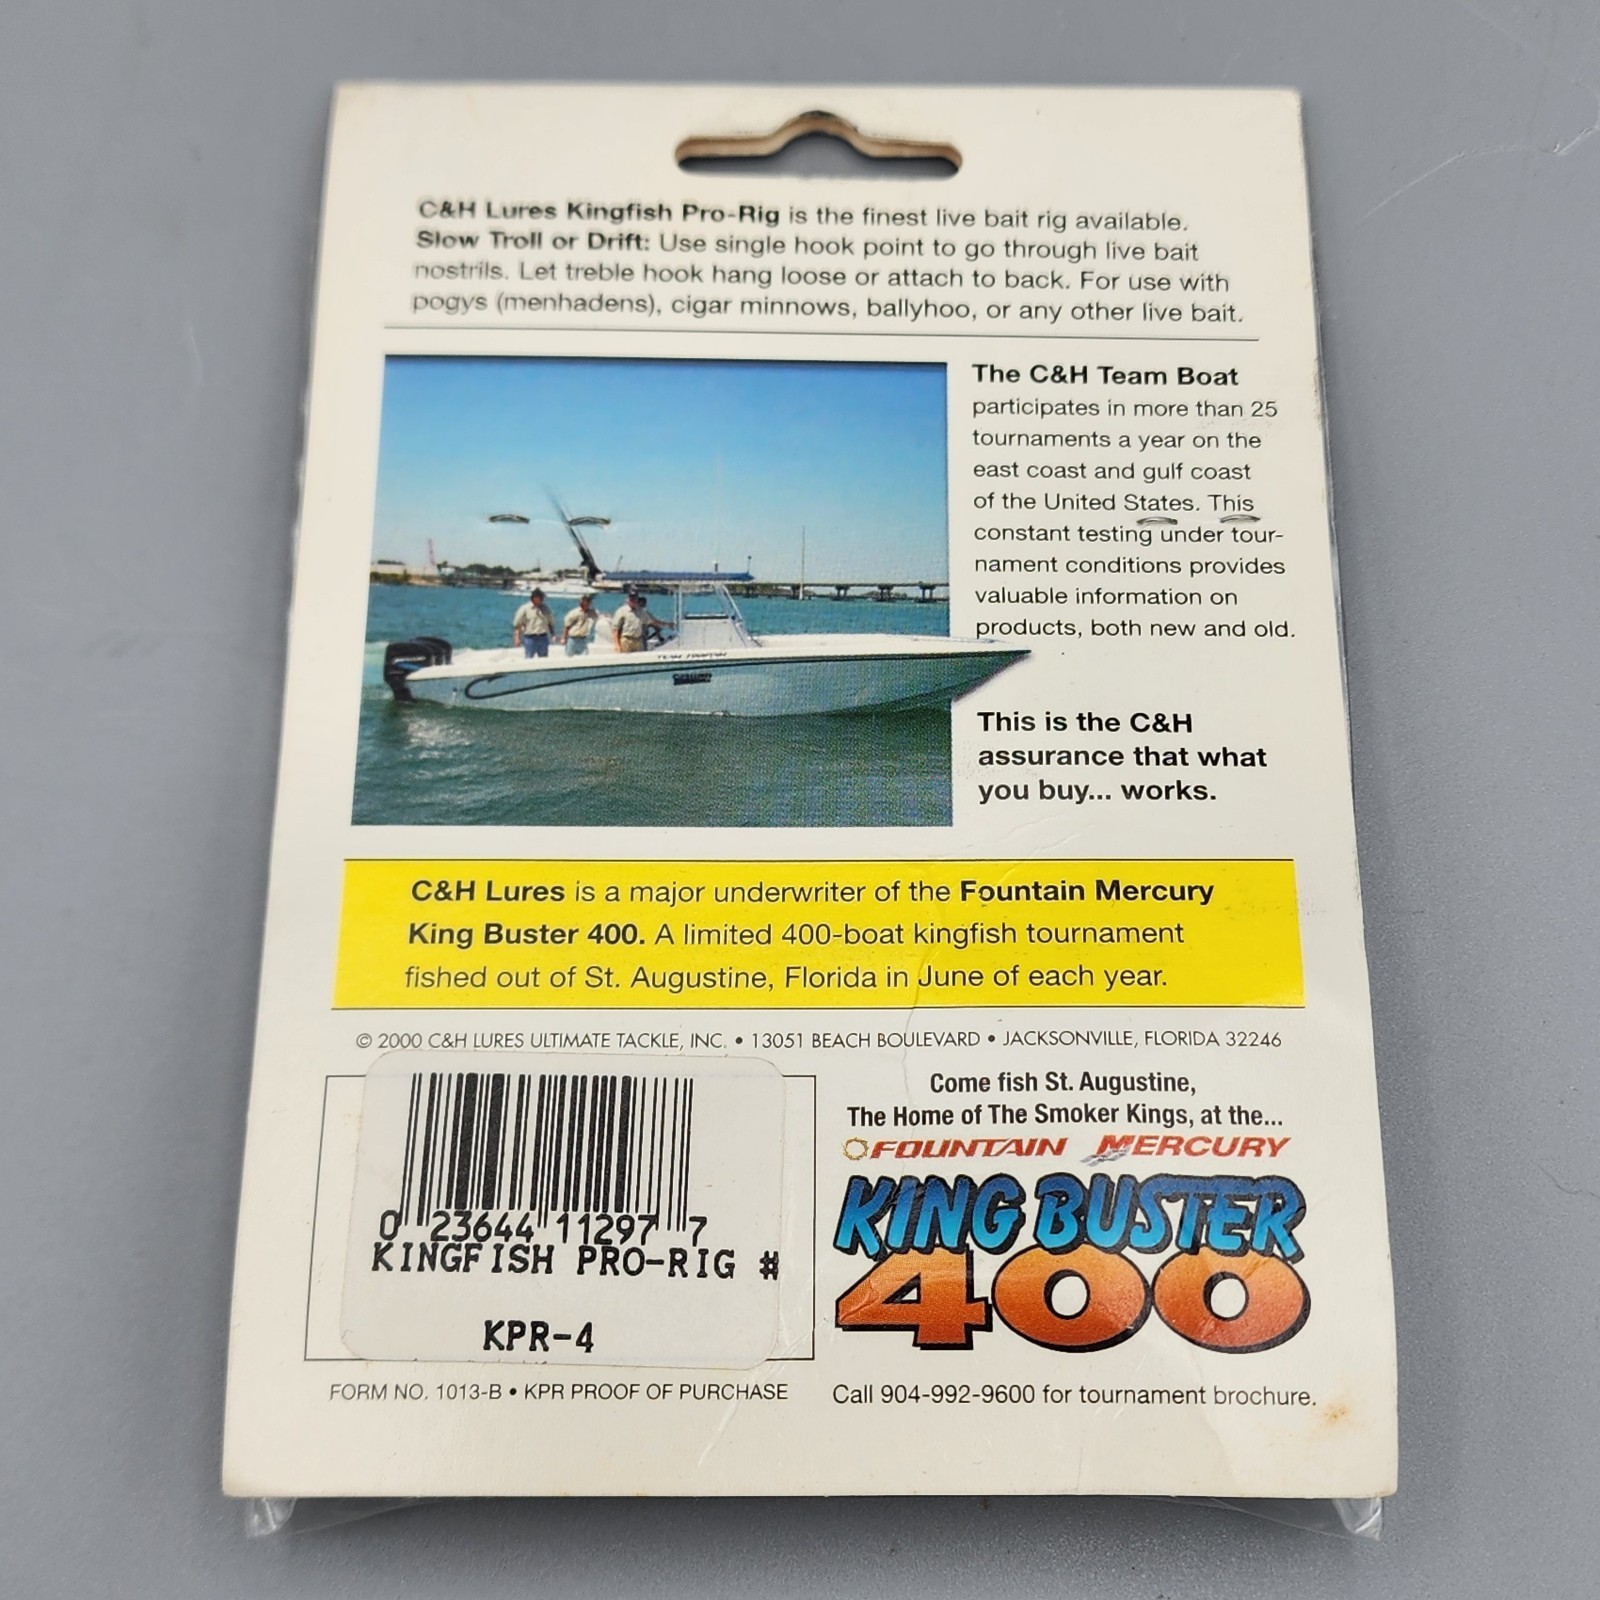 C&H Lures Kingfish Pro-Rig is the finest live bait rig available.
Slow Troll or Drift: Use single hook point to go through live bait
nostrils. Let treble hook hang loose or attach to back. For use with
pogys (menhadens), cigar minnows, ballyhoo, or any other live bait.
The C&H Team Boat
participates in more than 25
tournaments a year on the
east coast and gulf coast
of the United States. This
constant testing under tour-
nament conditions provides
valuable information on
products, both new and old.
This is the C&H
assurance that what
you buy... works.
C&H Lures is a major underwriter of the Fountain Mercury
King Buster 400. A limited 400-boat kingfish tournament
fished out of St. Augustine, Florida in June of each year.
© 2000 C&H LURES ULTIMATE TACKLE, INC. • 13051 BEACH BOULEVARD • JACKSONVILLE, FLORIDA 32246
0 23644 11297 7
KINGFISH PRO-RIG #
KPR-4
FORM NO. 1013-B • KPR PROOF OF PURCHASE
Come fish St. Augustine,
The Home of The Smoker Kings, at the...
FOUNTAIN MERCURY
KING BUSTER
400
Call 904-992-9600 for tournament brochure.